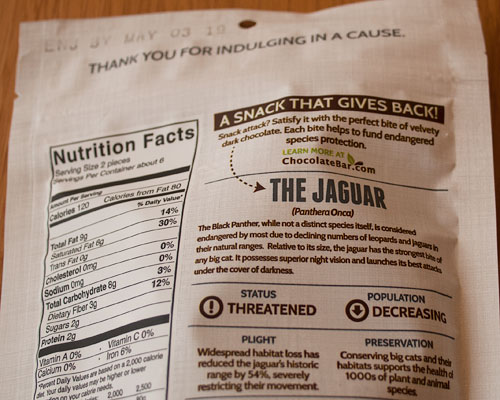 ENJOY BY MAY 03 19
THANK YOU FOR INDULGING IN A CAUSE.
Nutrition Facts
Serving Size 2 pieces
Servings Per Container about 6
Amount Per Serving
Calories 120 Calories from Fat 80
% Daily Value*
Total Fat 9g 14%
Saturated Fat 6g 30%
Trans Fat 0g
Cholesterol 0mg 0%
Sodium 0mg 0%
Total Carbohydrate 8g 3%
Dietary Fiber 3g 12%
Sugars 2g
Protein 2g
Vitamin A 0% · Vitamin C 0%
Calcium 0% · Iron 6%
*Percent Daily Values are based on a 2,000 calorie
diet. Your daily values may be higher or lower
on your calorie needs.
2,000 2,500
A SNACK THAT GIVES BACK!
Snack attack? Satisfy it with the perfect bite of velvety
dark chocolate. Each bite helps to fund endangered
species protection.
LEARN MORE AT
ChocolateBar.com
THE JAGUAR
(Panthera Onca)
The Black Panther, while not a distinct species itself, is considered
endangered by most due to declining numbers of leopards and jaguars in
their natural ranges. Relative to its size, the jaguar has the strongest bite of
any big cat. It possesses superior night vision and launches its best attacks
under the cover of darkness.
STATUS
THREATENED
POPULATION
DECREASING
PLIGHT
Widespread habitat loss has
reduced the jaguar's historic
range by 54%, severely
restricting their movement.
PRESERVATION
Conserving big cats and their
habitats supports the health of
1000s of plant and animal
species.